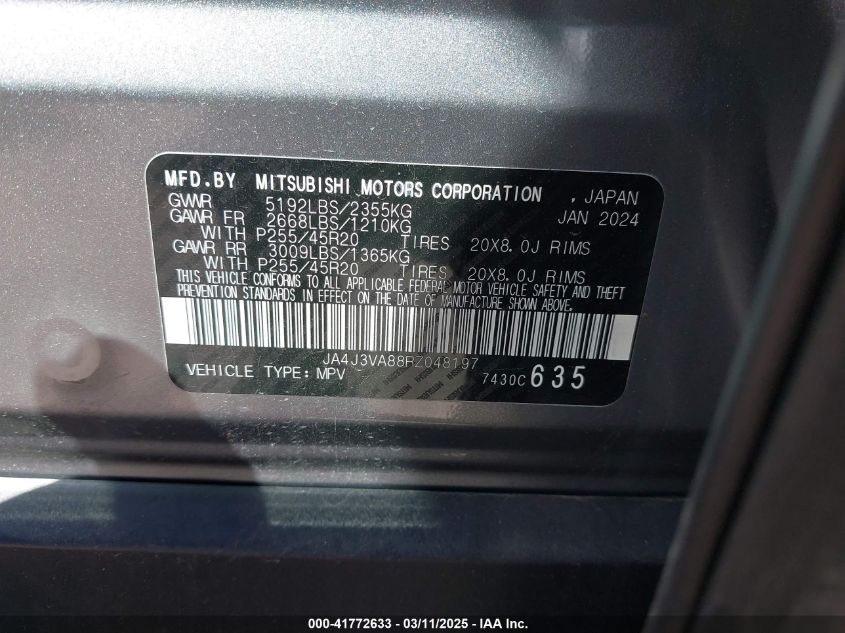 MFD.BY MITSUBISHI MOTORS CORPORATION , JAPAN
GVWR 5192LBS/2355KG JAN 2024
GAWR FR 2668LBS/1210KG
WITH P255/45R20 TIRES 20X8.0J RIMS
GAWR RR 3009LBS/1365KG
WITH P255/45R20 TIRES 20X8.0J RIMS
THIS VEHICLE CONFORMS TO ALL APPLICABLE FEDERAL MOTOR VEHICLE SAFETY AND THEFT
PREVENTION STANDARDS IN EFFECT ON THE DATE OF MANUFACTURE SHOWN ABOVE.
JA4J3VA88RZ048197
VEHICLE TYPE: MPV 7430C 635
000-41772633 - 03/11/2025 - IAA Inc.